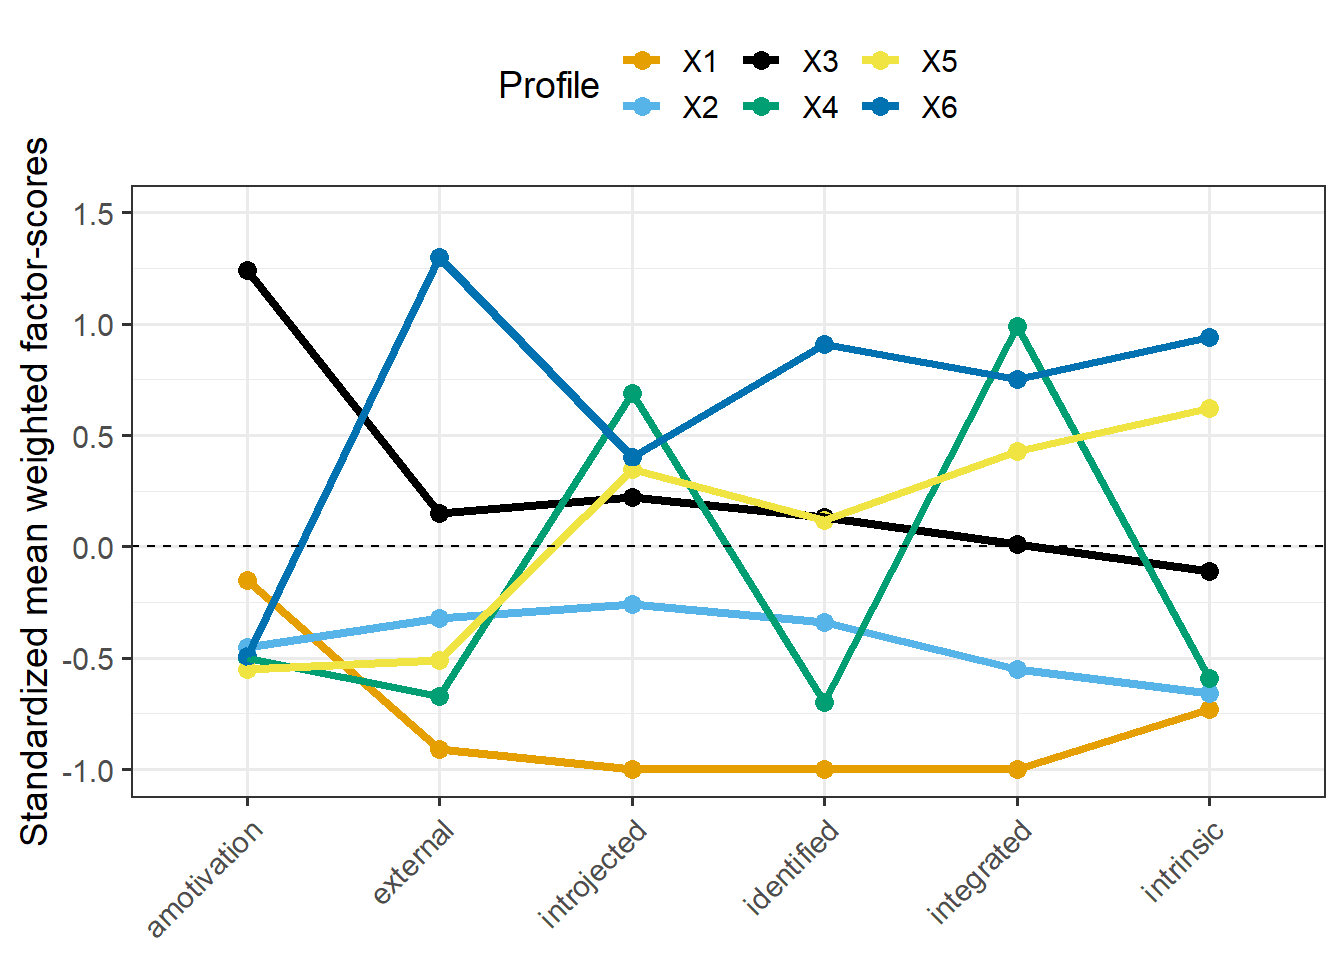 Profile
X1 X3 X5
X2 X4 X6
Standardized mean weighted factor-scores
1.5
1.0
0.5
0.0
-0.5
-1.0
amotivation
external
introjected
identified
integrated
intrinsic